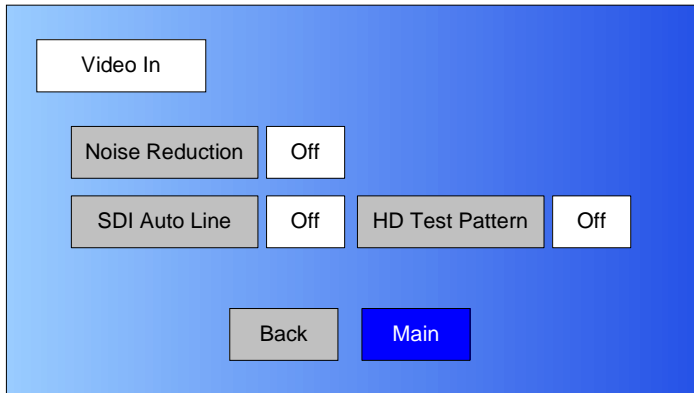 Video In
Noise Reduction Off
SDI Auto Line Off HD Test Pattern Off
Back Main